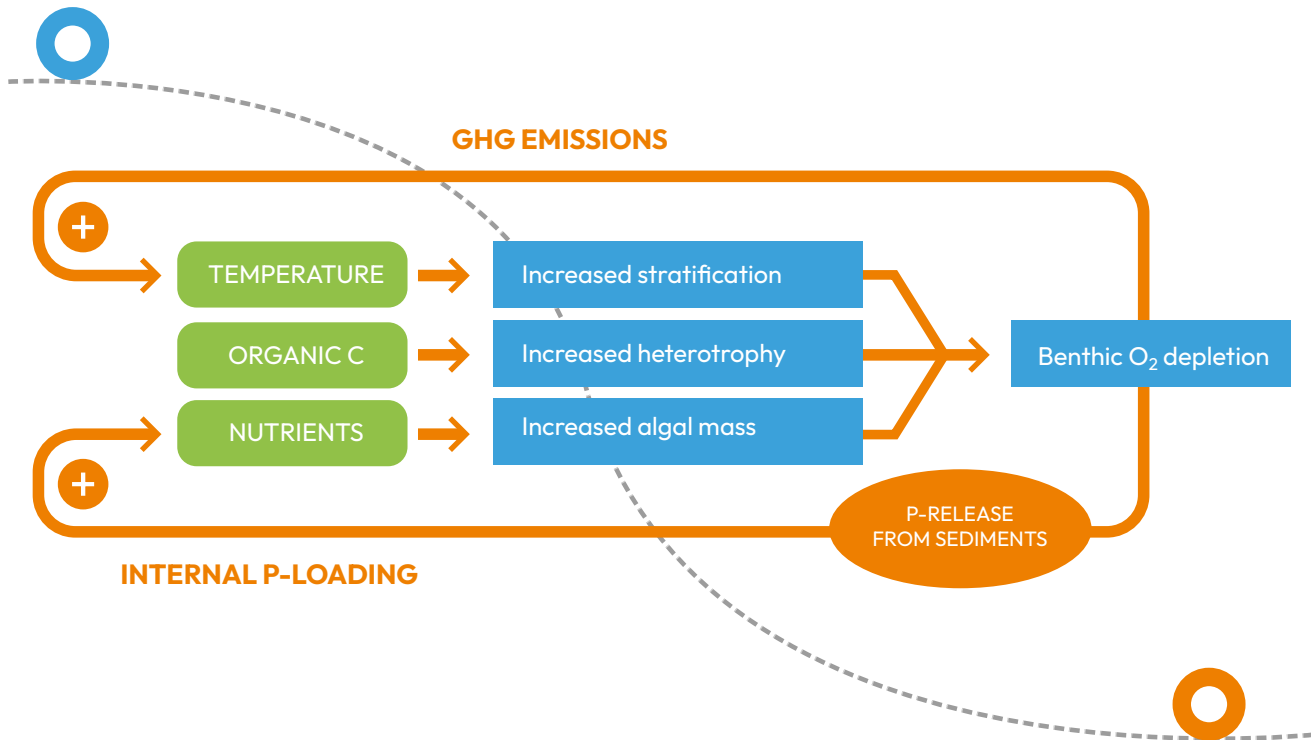 GHG EMISSIONS
+
TEMPERATURE
Increased stratification
ORGANIC C
Increased heterotrophy
Benthic O₂ depletion
NUTRIENTS
Increased algal mass
+
P-RELEASE
FROM SEDIMENTS
INTERNAL P-LOADING